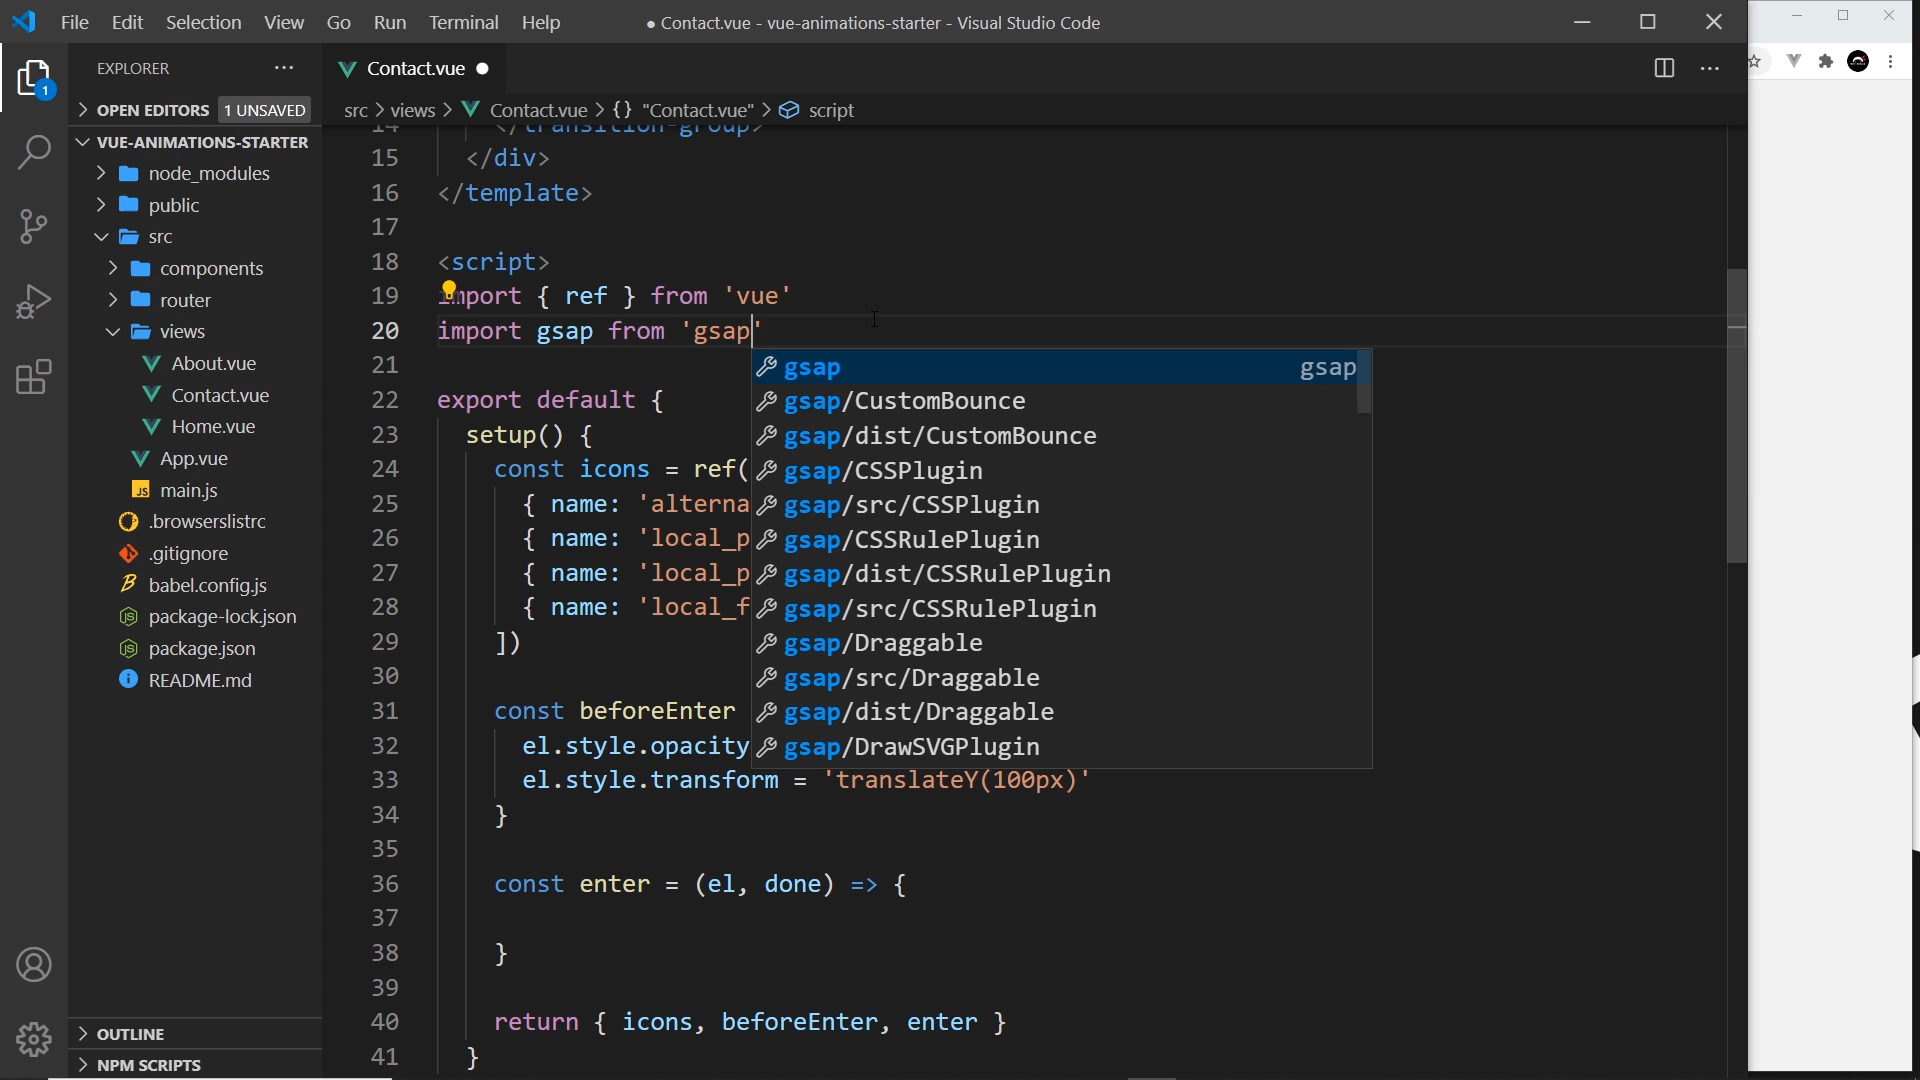 File Edit Selection View Go Run Terminal Help
● Contact.vue - vue-animations-starter - Visual Studio Code
EXPLORER
OPEN EDITORS 1 UNSAVED
VUE-ANIMATIONS-STARTER
node_modules
public
src
components
router
views
About.vue
Contact.vue
Home.vue
App.vue
JS main.js
.browserslistrc
.gitignore
babel.config.js
package-lock.json
package.json
README.md
OUTLINE
NPM SCRIPTS
1
Contact.vue ●
src > views > Contact.vue > {} "Contact.vue" > script
14 </transition-group>
15 </div>
16 </template>
17
18 <script>
19 import { ref } from 'vue'
20 import gsap from 'gsap'
21
22 export default {
23 setup() {
24 const icons = ref(
25 { name: 'alterna
26 { name: 'local_p
27 { name: 'local_p
28 { name: 'local_f
29 ])
30
31 const beforeEnter
32 el.style.opacity
33 el.style.transform = 'translateY(100px)'
34 }
35
36 const enter = (el, done) => {
37
38 }
39
40 return { icons, beforeEnter, enter }
41 }
gsap gsap
gsap/CustomBounce
gsap/dist/CustomBounce
gsap/CSSPlugin
gsap/src/CSSPlugin
gsap/CSSRulePlugin
gsap/dist/CSSRulePlugin
gsap/src/CSSRulePlugin
gsap/Draggable
gsap/src/Draggable
gsap/dist/Draggable
gsap/DrawSVGPlugin